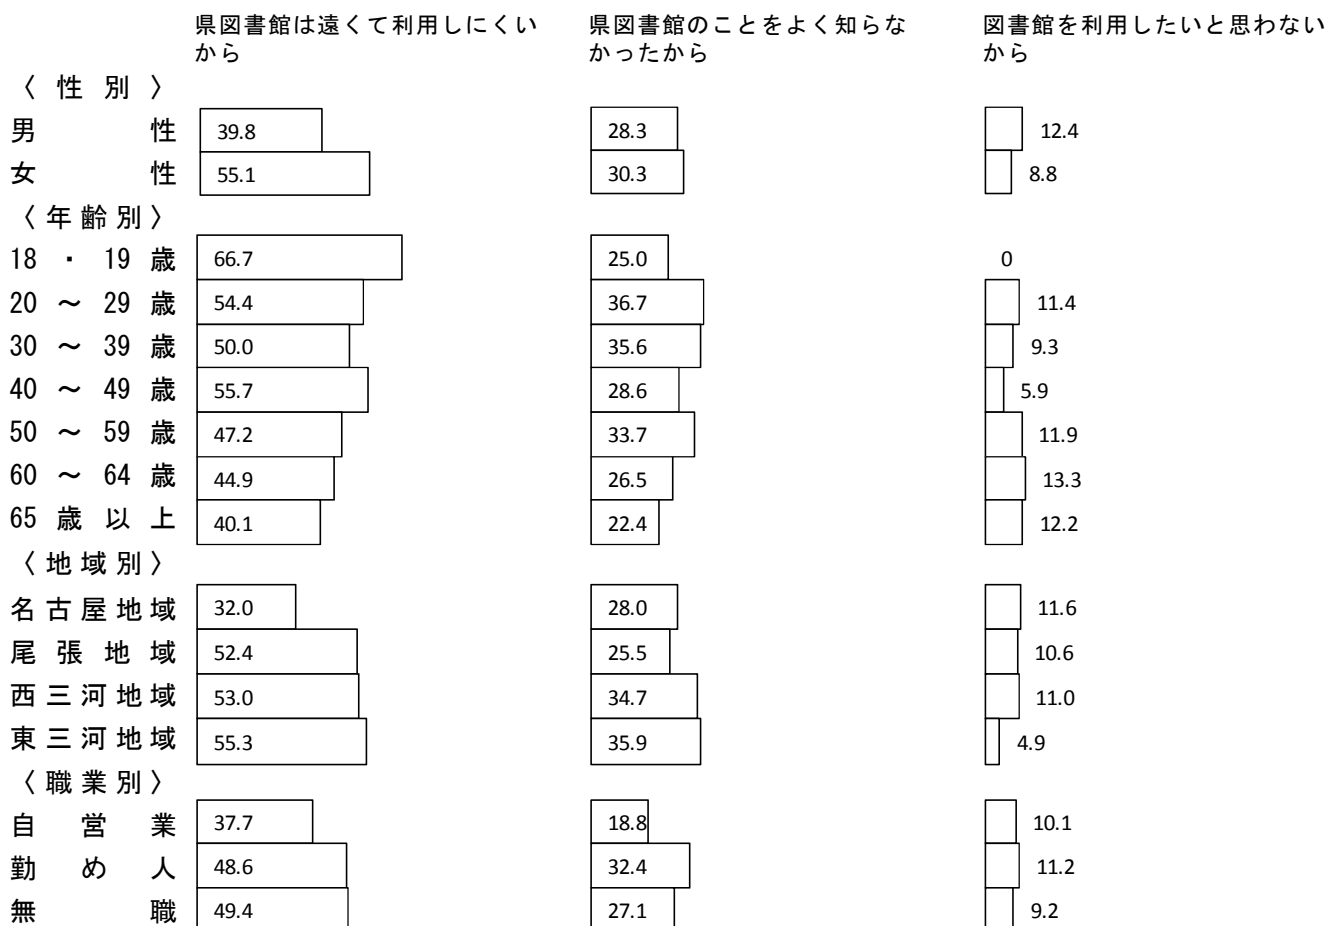 県図書館は遠くて利用しにくいから
県図書館のことをよく知らなかったから
図書館を利用したいと思わないから
〈性別〉
男性 39.8 28.3 12.4
女性 55.1 30.3 8.8
〈年齢別〉
18・19歳 66.7 25.0 0
20～29歳 54.4 36.7 11.4
30～39歳 50.0 35.6 9.3
40～49歳 55.7 28.6 5.9
50～59歳 47.2 33.7 11.9
60～64歳 44.9 26.5 13.3
65歳以上 40.1 22.4 12.2
〈地域別〉
名古屋地域 32.0 28.0 11.6
尾張地域 52.4 25.5 10.6
西三河地域 53.0 34.7 11.0
東三河地域 55.3 35.9 4.9
〈職業別〉
自営業 37.7 18.8 10.1
勤め人 48.6 32.4 11.2
無職 49.4 27.1 9.2